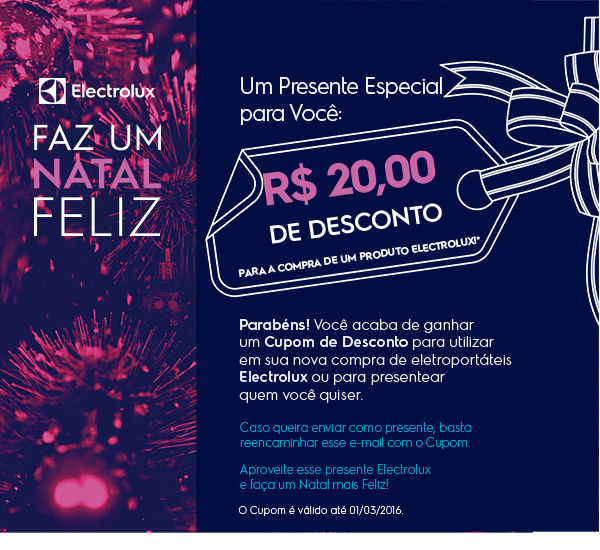 Electrolux
FAZ UM
NATAL
FELIZ
Um Presente Especial
para Você:
R$ 20,00
DE DESCONTO
PARA A COMPRA DE UM PRODUTO ELECTROLUX!*
Parabéns! Você acaba de ganhar
um Cupom de Desconto para utilizar
em sua nova compra de eletroportáteis
Electrolux ou para presentear
quem você quiser.
Caso queira enviar como presente, basta
reencaminhar esse e-mail com o Cupom.
Aproveite esse presente Electrolux
e faça um Natal mais Feliz!
O Cupom é válido até 01/03/2016.